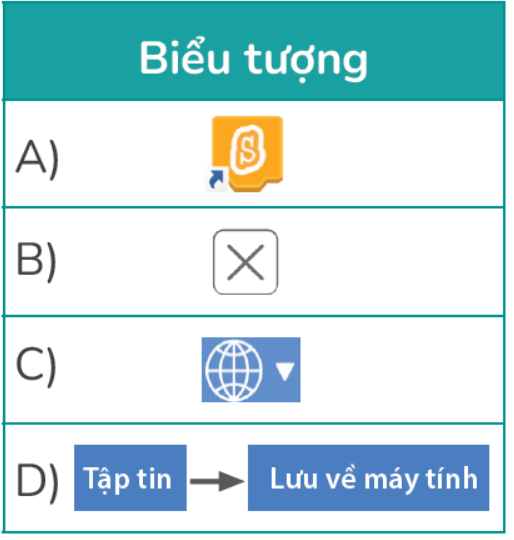 Biểu tượng
A)
B)
C)
D) Tập tin Lưu về máy tính